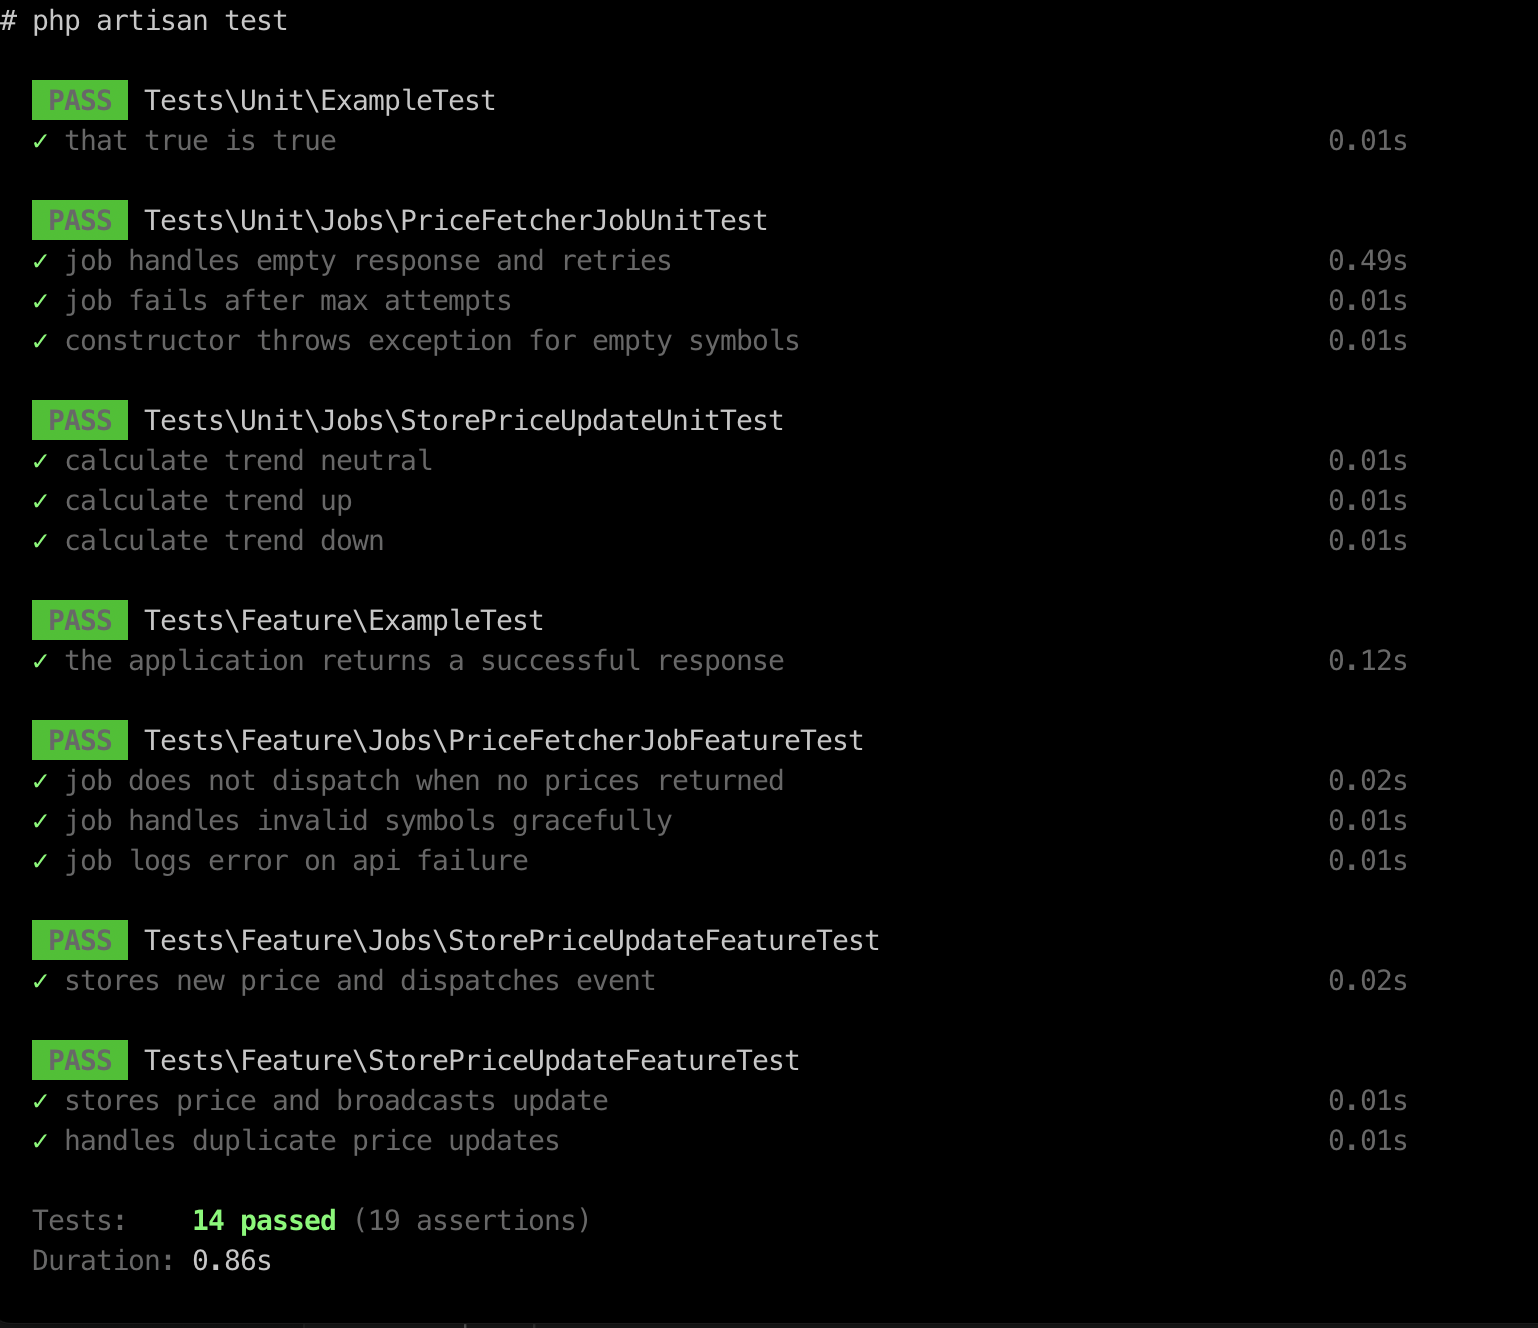 # php artisan test
PASS Tests\Unit\ExampleTest
✓ that true is true 0.01s
PASS Tests\Unit\Jobs\PriceFetcherJobUnitTest
✓ job handles empty response and retries 0.49s
✓ job fails after max attempts 0.01s
✓ constructor throws exception for empty symbols 0.01s
PASS Tests\Unit\Jobs\StorePriceUpdateUnitTest
✓ calculate trend neutral 0.01s
✓ calculate trend up 0.01s
✓ calculate trend down 0.01s
PASS Tests\Feature\ExampleTest
✓ the application returns a successful response 0.12s
PASS Tests\Feature\Jobs\PriceFetcherJobFeatureTest
✓ job does not dispatch when no prices returned 0.02s
✓ job handles invalid symbols gracefully 0.01s
✓ job logs error on api failure 0.01s
PASS Tests\Feature\Jobs\StorePriceUpdateFeatureTest
✓ stores new price and dispatches event 0.02s
PASS Tests\Feature\StorePriceUpdateFeatureTest
✓ stores price and broadcasts update 0.01s
✓ handles duplicate price updates 0.01s
Tests: 14 passed (19 assertions)
Duration: 0.86s